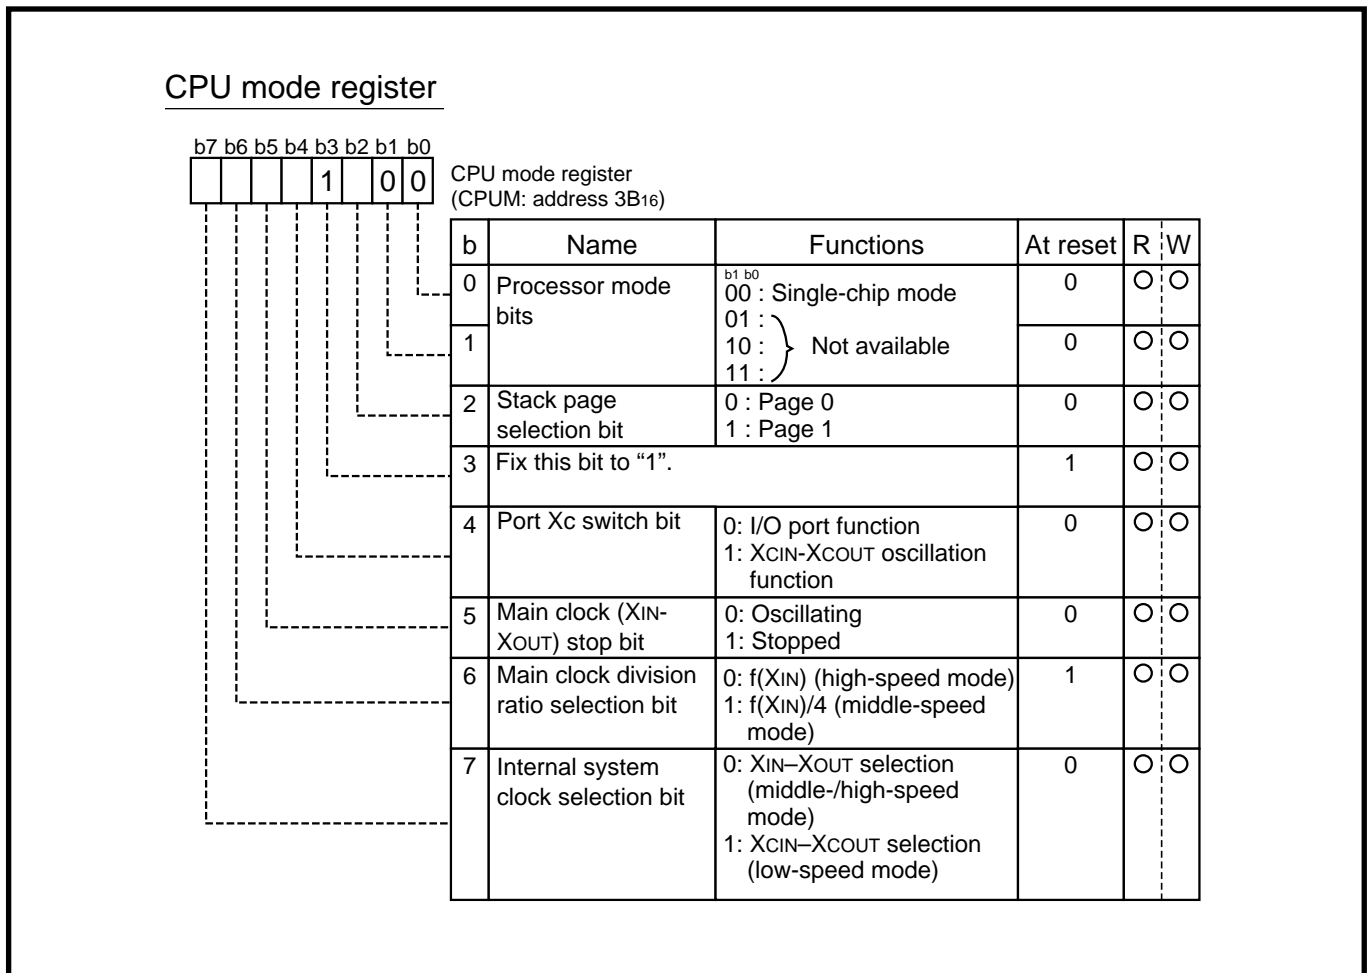 CPU mode register
b7 b6 b5 b4 b3 b2 b1 b0
1 0 0
CPU mode register
(CPUM: address 3B16)
b Name Functions At reset R W
0 Processor mode bits
b1 b0
00 : Single-chip mode
01 :
10 : Not available
11 :
0
1
0
2 Stack page
selection bit
0 : Page 0
1 : Page 1
0
3 Fix this bit to “1”.
1
4 Port Xc switch bit
0: I/O port function
1: XCIN-XCOUT oscillation
function
0
5 Main clock (XIN-
XOUT) stop bit
0: Oscillating
1: Stopped
0
6 Main clock division
ratio selection bit
0: f(XIN) (high-speed mode)
1: f(XIN)/4 (middle-speed
mode)
1
7 Internal system
clock selection bit
0: XIN–XOUT selection
(middle-/high-speed
mode)
1: XCIN–XCOUT selection
(low-speed mode)
0